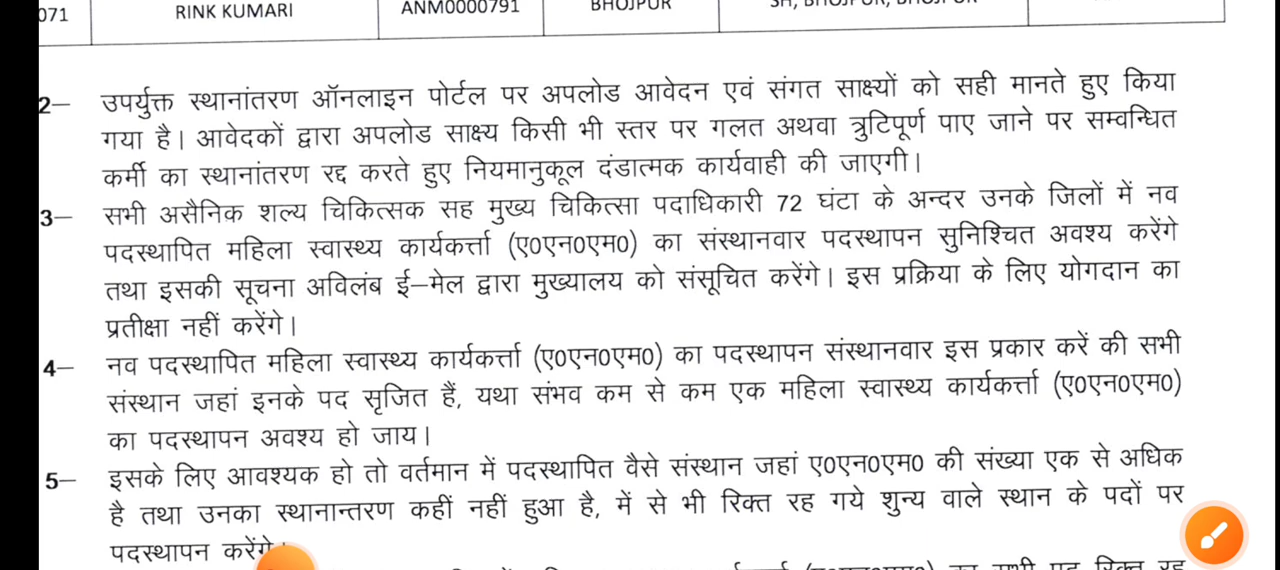 071 RINK KUMARI ANM0000791 BHOJPUR SH, BHOJPUR, BHOJPUR
2– उपर्युक्त स्थानांतरण ऑनलाइन पोर्टल पर अपलोड आवेदन एवं संगत साक्ष्यों को सही मानते हुए किया
गया है। आवेदकों द्वारा अपलोड साक्ष्य किसी भी स्तर पर गलत अथवा त्रुटिपूर्ण पाए जाने पर सम्वन्धित
कर्मी का स्थानांतरण रद्द करते हुए नियमानुकूल दंडात्मक कार्यवाही की जाएगी।
3– सभी असैनिक शल्य चिकित्सक सह मुख्य चिकित्सा पदाधिकारी 72 घंटा के अन्दर उनके जिलों में नव
पदस्थापित महिला स्वास्थ्य कार्यकर्त्ता (ए0एन0एम0) का संस्थानवार पदस्थापन सुनिश्चित अवश्य करेंगे
तथा इसकी सूचना अविलंब ई–मेल द्वारा मुख्यालय को संसूचित करेंगे। इस प्रक्रिया के लिए योगदान का
प्रतीक्षा नहीं करेंगे।
4– नव पदस्थापित महिला स्वास्थ्य कार्यकर्त्ता (ए0एन0एम0) का पदस्थापन संस्थानवार इस प्रकार करें की सभी
संस्थान जहां इनके पद सृजित हैं, यथा संभव कम से कम एक महिला स्वास्थ्य कार्यकर्त्ता (ए0एन0एम0)
का पदस्थापन अवश्य हो जाय।
5– इसके लिए आवश्यक हो तो वर्तमान में पदस्थापित वैसे संस्थान जहां ए0एन0एम0 की संख्या एक से अधिक
है तथा उनका स्थानान्तरण कहीं नहीं हुआ है, में से भी रिक्त रह गये शुन्य वाले स्थान के पदों पर
पदस्थापन करेंगे।